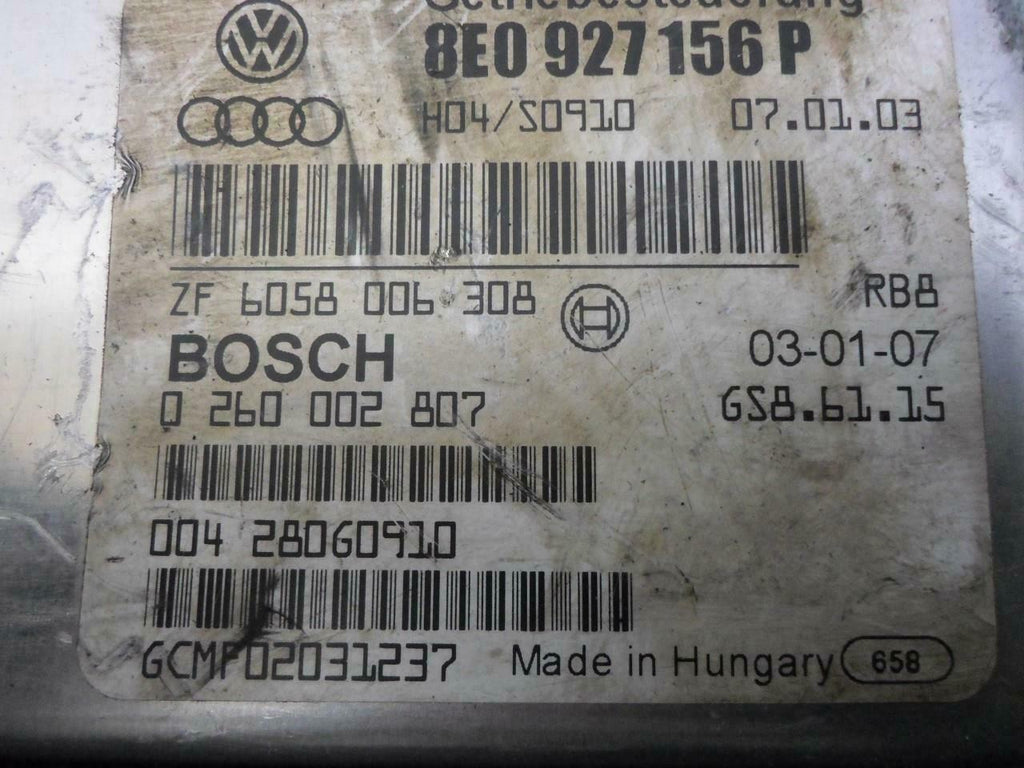 Getriebesteuerung
8E0 927 156 P
H04/S0910 07.01.03
ZF 6058 006 308 RB8
BOSCH 03-01-07
0 260 002 807 GS8.61.15
004 28060910
GCMF02031237 Made in Hungary 658